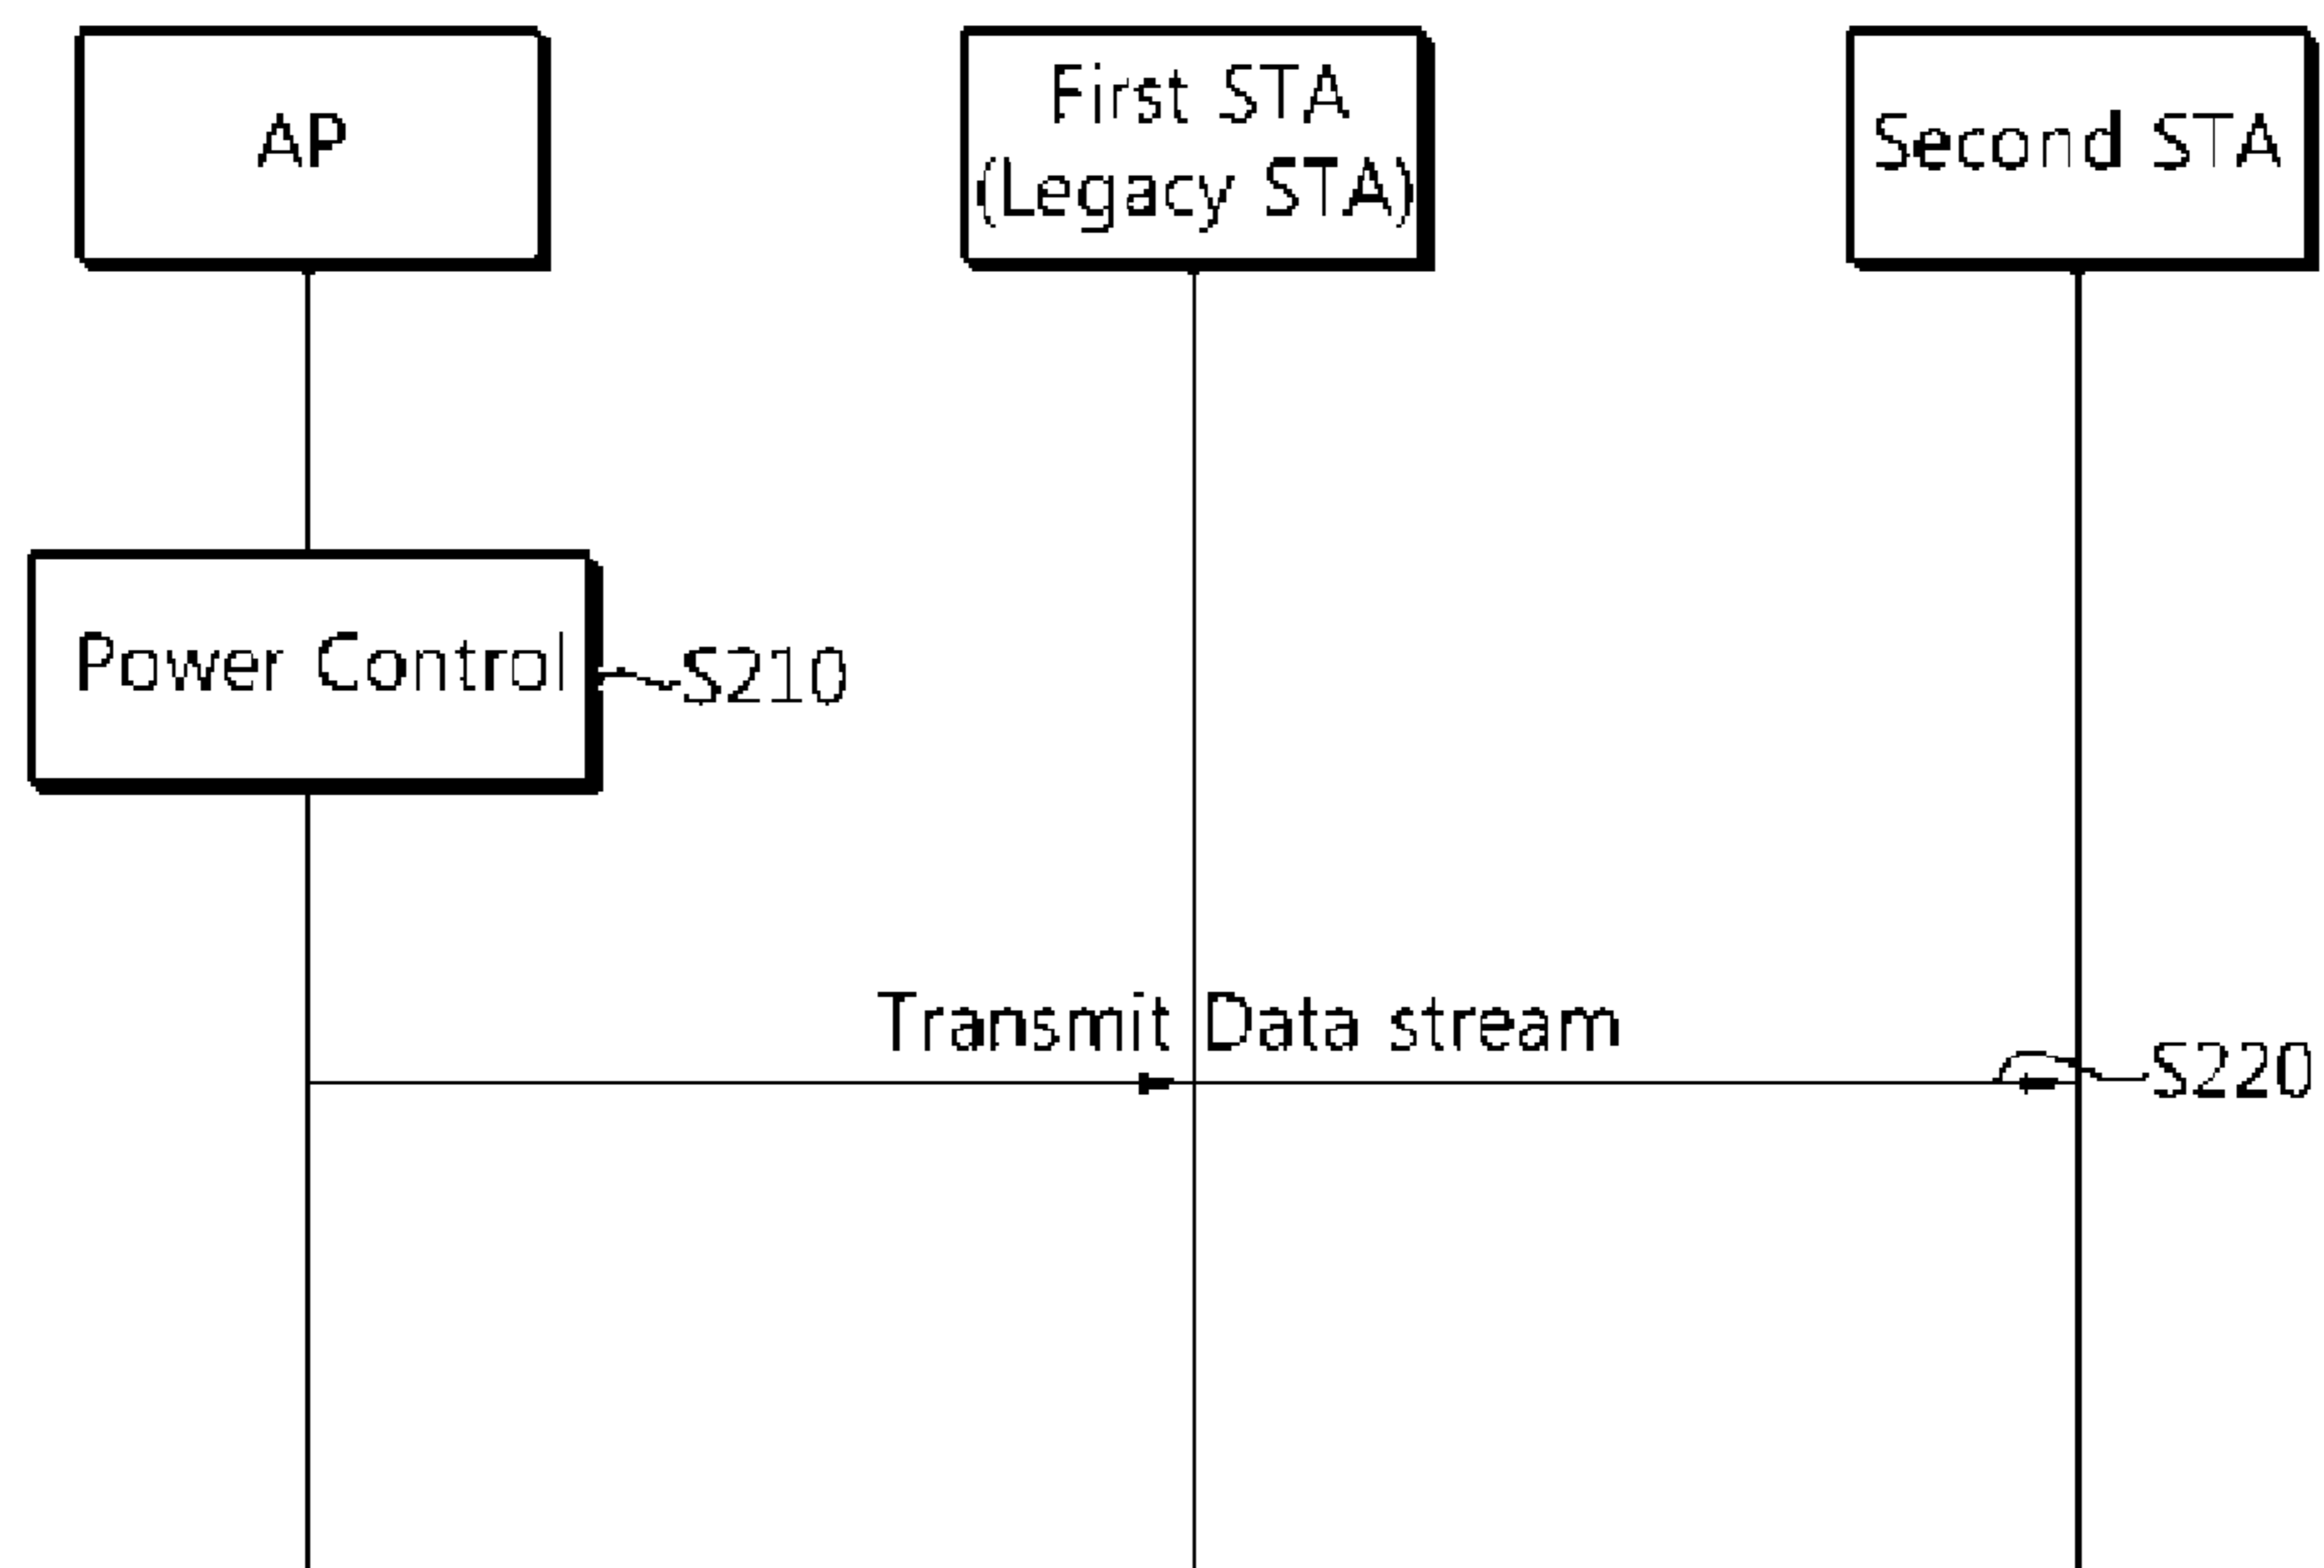 AP
First STA
(Legacy STA)
Second STA
Power Control
S210
Transmit Data stream
S220